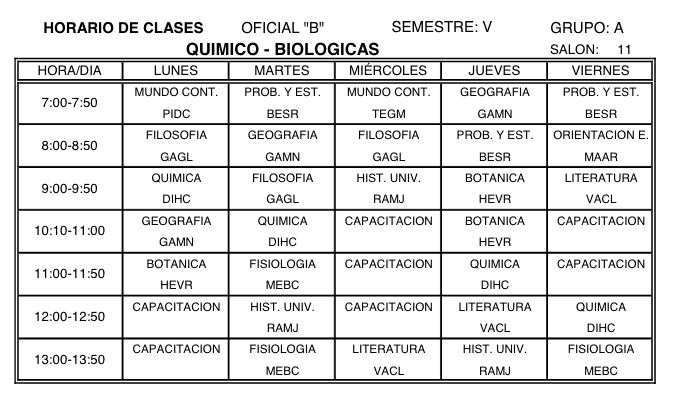 HORARIO DE CLASES OFICIAL "B" SEMESTRE: V GRUPO: A
QUIMICO - BIOLOGICAS SALON: 11
HORA/DIA LUNES MARTES MIÉRCOLES JUEVES VIERNES
7:00-7:50 MUNDO CONT. PROB. Y EST. MUNDO CONT. GEOGRAFIA PROB. Y EST.
PIDC BESR TEGM GAMN BESR
8:00-8:50 FILOSOFIA GEOGRAFIA FILOSOFIA PROB. Y EST. ORIENTACION E.
GAGL GAMN GAGL BESR MAAR
9:00-9:50 QUIMICA FILOSOFIA HIST. UNIV. BOTANICA LITERATURA
DIHC GAGL RAMJ HEVR VACL
10:10-11:00 GEOGRAFIA QUIMICA CAPACITACION BOTANICA CAPACITACION
GAMN DIHC HEVR
11:00-11:50 BOTANICA FISIOLOGIA CAPACITACION QUIMICA CAPACITACION
HEVR MEBC DIHC
12:00-12:50 CAPACITACION HIST. UNIV. CAPACITACION LITERATURA QUIMICA
RAMJ VACL DIHC
13:00-13:50 CAPACITACION FISIOLOGIA LITERATURA HIST. UNIV. FISIOLOGIA
MEBC VACL RAMJ MEBC